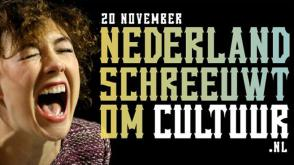 20 NOVEMBER
NEDERLAND
SCHREEUWT
OM CULTUUR
.NL